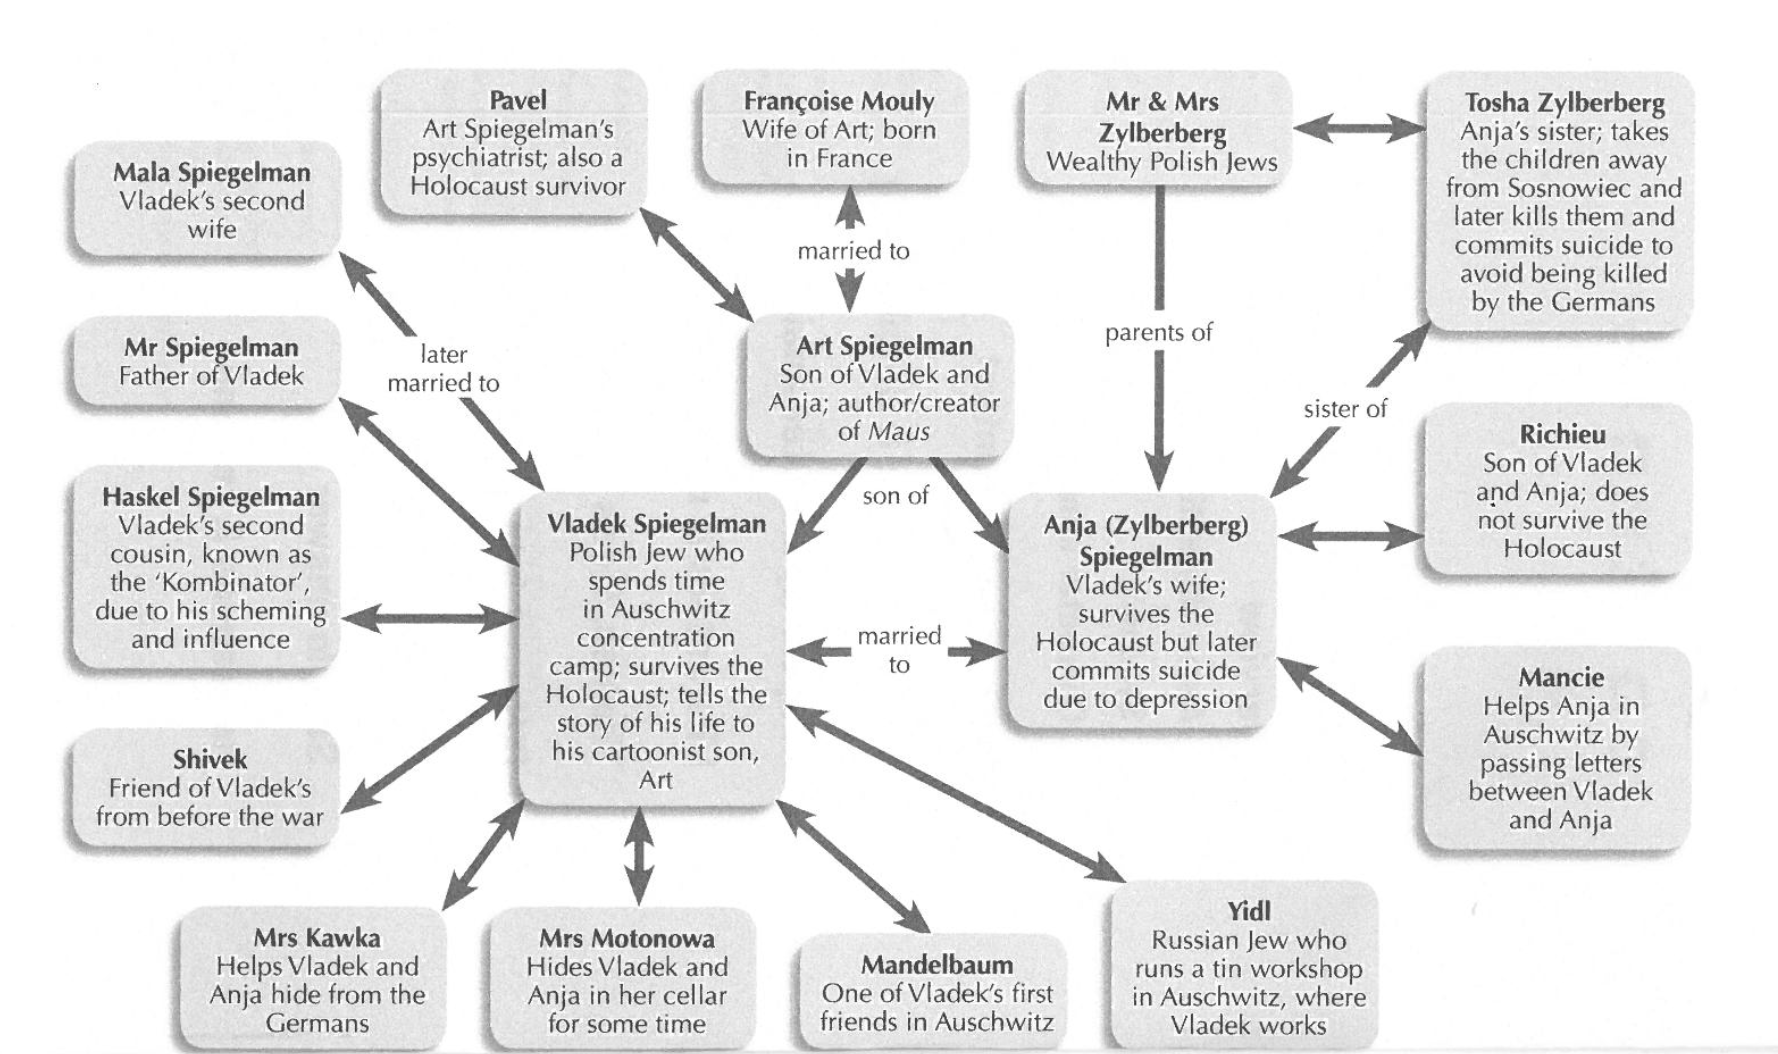 Pavel
Art Spiegelman's
psychiatrist; also a
Holocaust survivor
Françoise Mouly
Wife of Art; born
in France
Mr & Mrs
Zylberberg
Wealthy Polish Jews
Tosha Zylberberg
Anja's sister; takes
the children away
from Sosnowiec and
later kills them and
commits suicide to
avoid being killed
by the Germans
Mala Spiegelman
Vladek's second
wife
married to
Mr Spiegelman
Father of Vladek
later
married to
Art Spiegelman
Son of Vladek and
Anja; author/creator
of Maus
parents of
sister of
Richieu
Son of Vladek
and Anja; does
not survive the
Holocaust
Haskel Spiegelman
Vladek's second
cousin, known as
the 'Kombinator',
due to his scheming
and influence
son of
Vladek Spiegelman
Polish Jew who
spends time
in Auschwitz
concentration
camp; survives the
Holocaust; tells the
story of his life to
his cartoonist son,
Art
married
to
Anja (Zylberberg)
Spiegelman
Vladek's wife;
survives the
Holocaust but later
commits suicide
due to depression
Mancie
Helps Anja in
Auschwitz by
passing letters
between Vladek
and Anja
Shivek
Friend of Vladek's
from before the war
Mrs Kawka
Helps Vladek and
Anja hide from the
Germans
Mrs Motonowa
Hides Vladek and
Anja in her cellar
for some time
Mandelbaum
One of Vladek's first
friends in Auschwitz
Yidl
Russian Jew who
runs a tin workshop
in Auschwitz, where
Vladek works